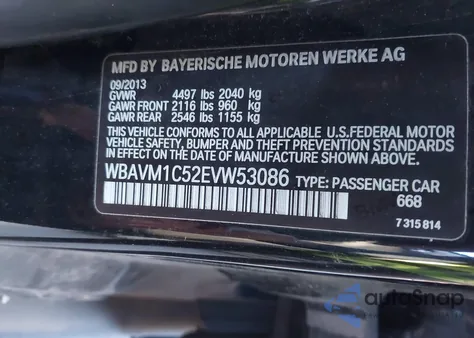 MFD BY BAYERISCHE MOTOREN WERKE AG
09/2013
GVWR 4497 lbs 2040 kg
GAWR FRONT 2116 lbs 960 kg
GAWR REAR 2546 lbs 1155 kg
THIS VEHICLE CONFORMS TO ALL APPLICABLE U.S.FEDERAL MOTOR
VEHICLE SAFETY, BUMPER AND THEFT PREVENTION STANDARDS IN
EFFECT ON THE DATE OF MANUFACTURE SHOWN ABOVE.
WBAVM1C52EVW53086 TYPE: PASSENGER CAR
668
7 315 814
autoSnap